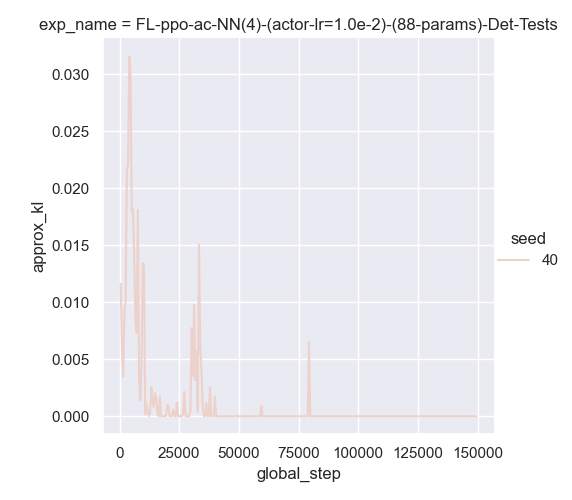 exp_name = FL-ppo-ac-NN(4)-(actor-lr=1.0e-2)-(88-params)-Det-Tests
0.030
0.025
0.020
0.015
0.010
0.005
0.000
approx_kl
seed
40
0 25000 50000 75000 100000 125000 150000
global_step